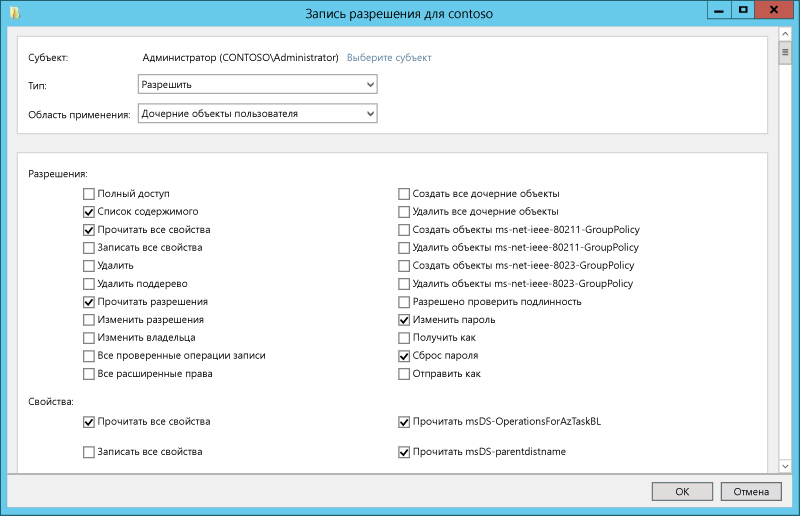 Запись разрешения для contoso
Субъект: Администратор (CONTOSO\Administrator) Выберите субъект
Тип: Разрешить
Область применения: Дочерние объекты пользователя
Разрешения:
Полный доступ
Список содержимого
Прочитать все свойства
Записать все свойства
Удалить
Удалить поддерево
Прочитать разрешения
Изменить разрешения
Изменить владельца
Все проверенные операции записи
Все расширенные права
Создать все дочерние объекты
Удалить все дочерние объекты
Создать объекты ms-net-ieee-80211-GroupPolicy
Удалить объекты ms-net-ieee-80211-GroupPolicy
Создать объекты ms-net-ieee-8023-GroupPolicy
Удалить объекты ms-net-ieee-8023-GroupPolicy
Разрешено проверить подлинность
Изменить пароль
Получить как
Сброс пароля
Отправить как
Свойства:
Прочитать все свойства
Записать все свойства
Прочитать msDS-OperationsForAzTaskBL
Прочитать msDS-parentdistname
OK
Отмена